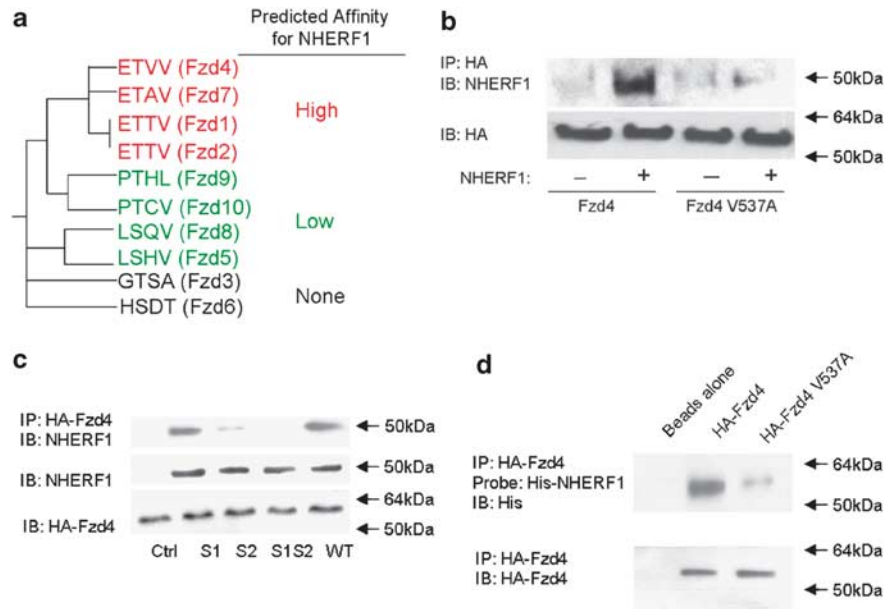 a
Predicted Affinity
for NHERF1
ETVV (Fzd4)
ETAV (Fzd7)
ETTV (Fzd1)
ETTV (Fzd2)
High
PTHL (Fzd9)
PTCV (Fzd10)
LSQV (Fzd8)
LSHV (Fzd5)
Low
GTSA (Fzd3)
HSDT (Fzd6)
None
b
IP: HA
IB: NHERF1
50kDa
IB: HA
64kDa
50kDa
NHERF1: – + – +
Fzd4 Fzd4 V537A
c
IP: HA-Fzd4
IB: NHERF1
50kDa
IB: NHERF1
50kDa
IB: HA-Fzd4
64kDa
50kDa
Ctrl S1 S2 S1S2 WT
d
Beads alone
HA-Fzd4
HA-Fzd4 V537A
IP: HA-Fzd4
Probe: His-NHERF1
IB: His
64kDa
50kDa
IP: HA-Fzd4
IB: HA-Fzd4
64kDa
50kDa